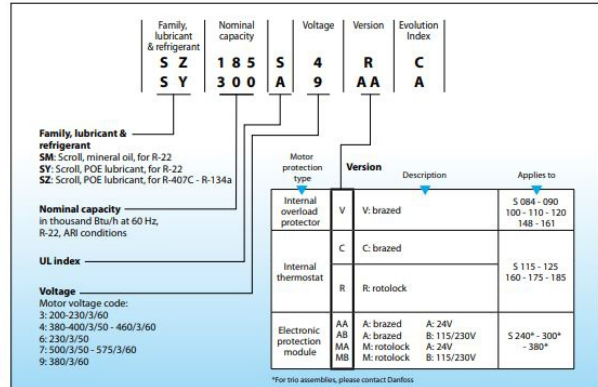 Family, lubricant & refrigerant
Nominal capacity
Voltage
Version
Evolution Index
S Z 1 8 5 S 4 R C
S Y 3 0 0 A 9 A A A
Family, lubricant &
refrigerant
SM: Scroll, mineral oil, for R-22
SY: Scroll, POE lubricant, for R-22
SZ: Scroll, POE lubricant, for R-407C - R-134a
Nominal capacity
in thousand Btu/h at 60 Hz,
R-22, ARI conditions
UL index
Voltage
Motor voltage code:
3: 200-230/3/60
4: 380-400/3/50 - 460/3/60
6: 230/3/50
7: 500/3/50 - 575/3/60
9: 380/3/60
Motor protection type
Version
Description
Applies to
Internal overload protector
V
V: brazed
S 084 - 090
100 - 110 - 120
148 - 161
Internal thermostat
C
C: brazed
R
R: rotolock
S 115 - 125
160 - 175 - 185
Electronic protection module
AA A: brazed A: 24V
AB A: brazed B: 115/230V
MA M: rotolock A: 24V
MB M: rotolock B: 115/230V
S 240* - 300*
- 380*
*For trio assemblies, please contact Danfoss